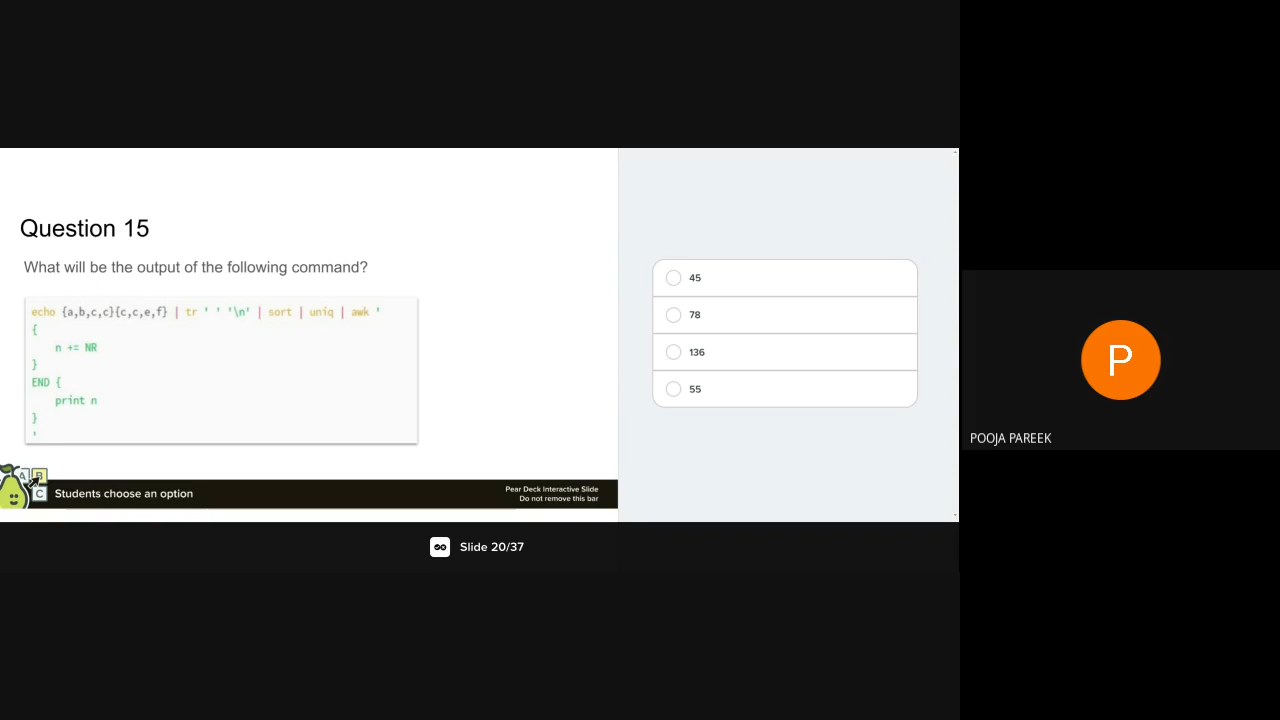 Question 15
What will be the output of the following command?
echo {a,b,c,c}{c,c,e,f} | tr ' ' '\n' | sort | uniq | awk '
{
    n += NR
}
END {
    print n
}
'
A B
C
Students choose an option
Pear Deck Interactive Slide
Do not remove this bar
45
78
136
55
Slide 20/37
P
POOJA PAREEK